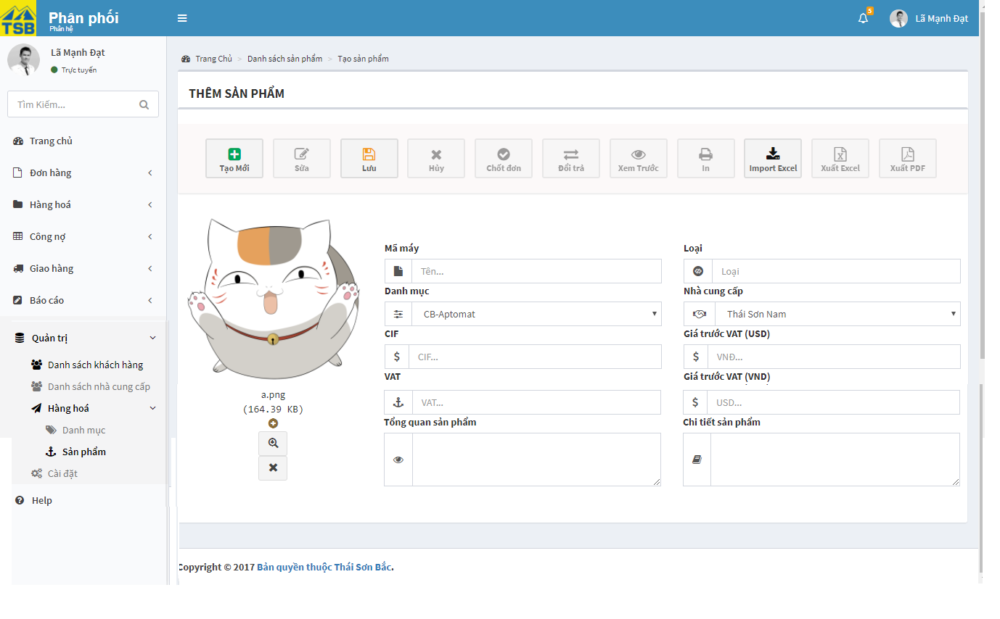 TSB
Phân phối
Phân hệ
5
Lã Mạnh Đạt
Lã Mạnh Đạt
Trực tuyến
Tìm Kiếm...
Trang chủ
Đơn hàng
Hàng hoá
Công nợ
Giao hàng
Báo cáo
Quản trị
Danh sách khách hàng
Danh sách nhà cung cấp
Hàng hoá
Danh mục
Sản phẩm
Cài đặt
Help
Trang Chủ > Danh sách sản phẩm > Tạo sản phẩm
THÊM SẢN PHẨM
Tạo Mới Sửa Lưu Hủy Chốt đơn Đổi trả Xem Trước In Import Excel Xuất Excel Xuất PDF
a.png
(164.39 KB)
Mã máy
Tên...
Loại
Loại
Danh mục
CB-Aptomat
Nhà cung cấp
Thái Sơn Nam
CIF
CIF...
Giá trước VAT (USD)
VNĐ...
VAT
VAT...
Giá trước VAT (VND)
USD...
Tổng quan sản phẩm
Chi tiết sản phẩm
Copyright © 2017 Bản quyền thuộc Thái Sơn Bắc.